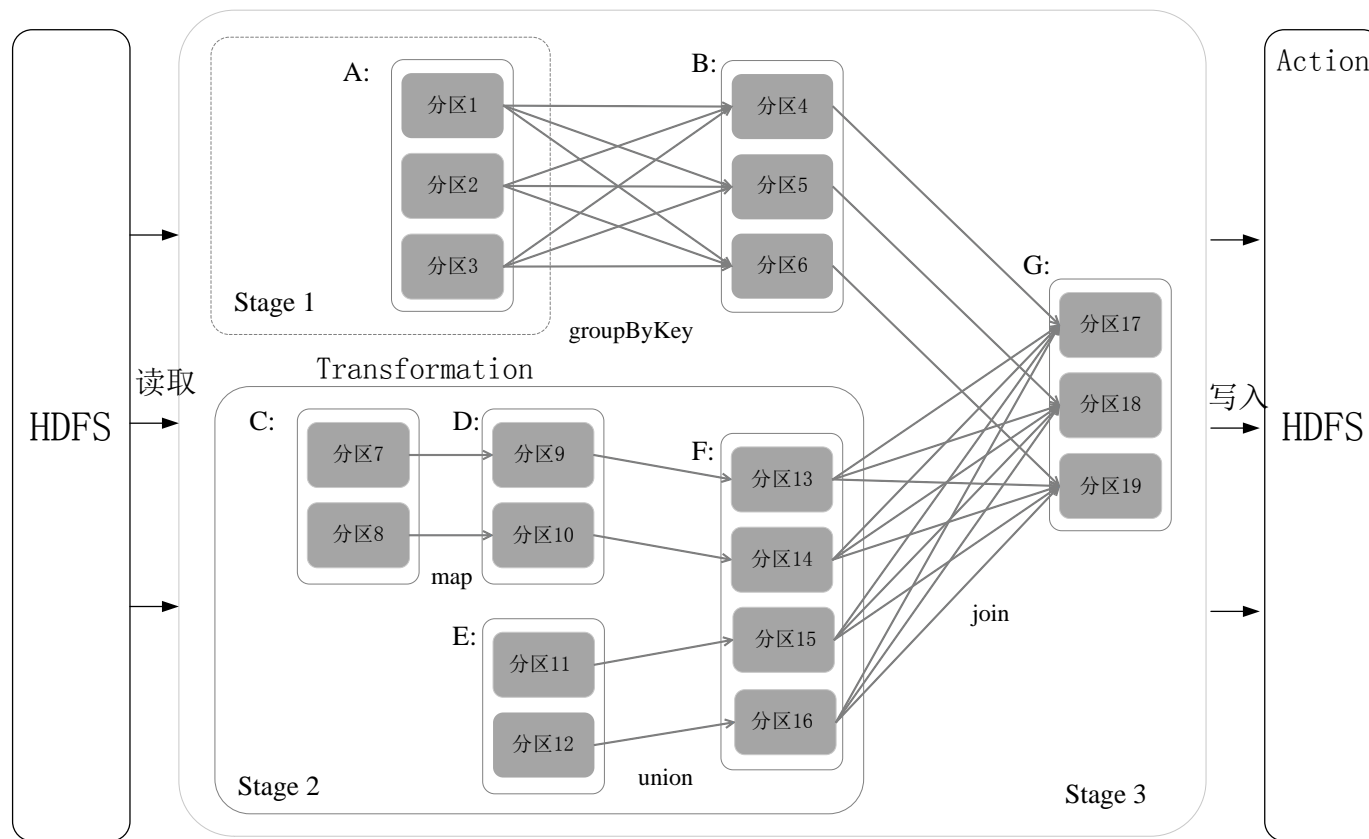 HDFS
读取
A:
分区1
分区2
分区3
Stage 1
groupByKey
B:
分区4
分区5
分区6
Transformation
C:
分区7
分区8
map
D:
分区9
分区10
E:
分区11
分区12
union
F:
分区13
分区14
分区15
分区16
Stage 2
join
G:
分区17
分区18
分区19
Stage 3
写入
Action
HDFS